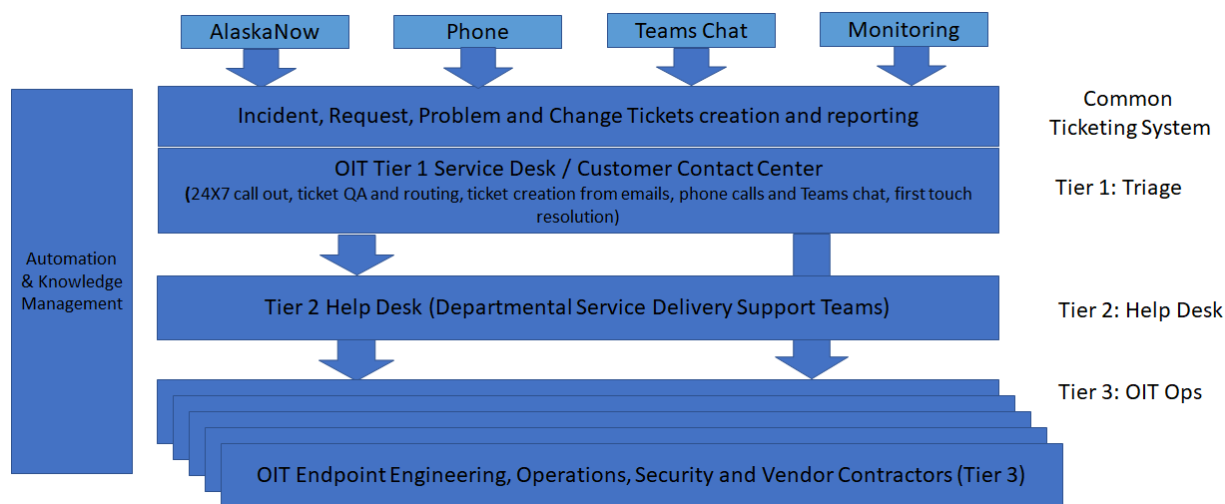 AlaskaNow
Phone
Teams Chat
Monitoring
Incident, Request, Problem and Change Tickets creation and reporting
Common
Ticketing System
OIT Tier 1 Service Desk / Customer Contact Center
(24X7 call out, ticket QA and routing, ticket creation from emails, phone calls and Teams chat, first touch
resolution)
Tier 1: Triage
Automation
& Knowledge
Management
Tier 2 Help Desk (Departmental Service Delivery Support Teams)
Tier 2: Help Desk
Tier 3: OIT Ops
OIT Endpoint Engineering, Operations, Security and Vendor Contractors (Tier 3)